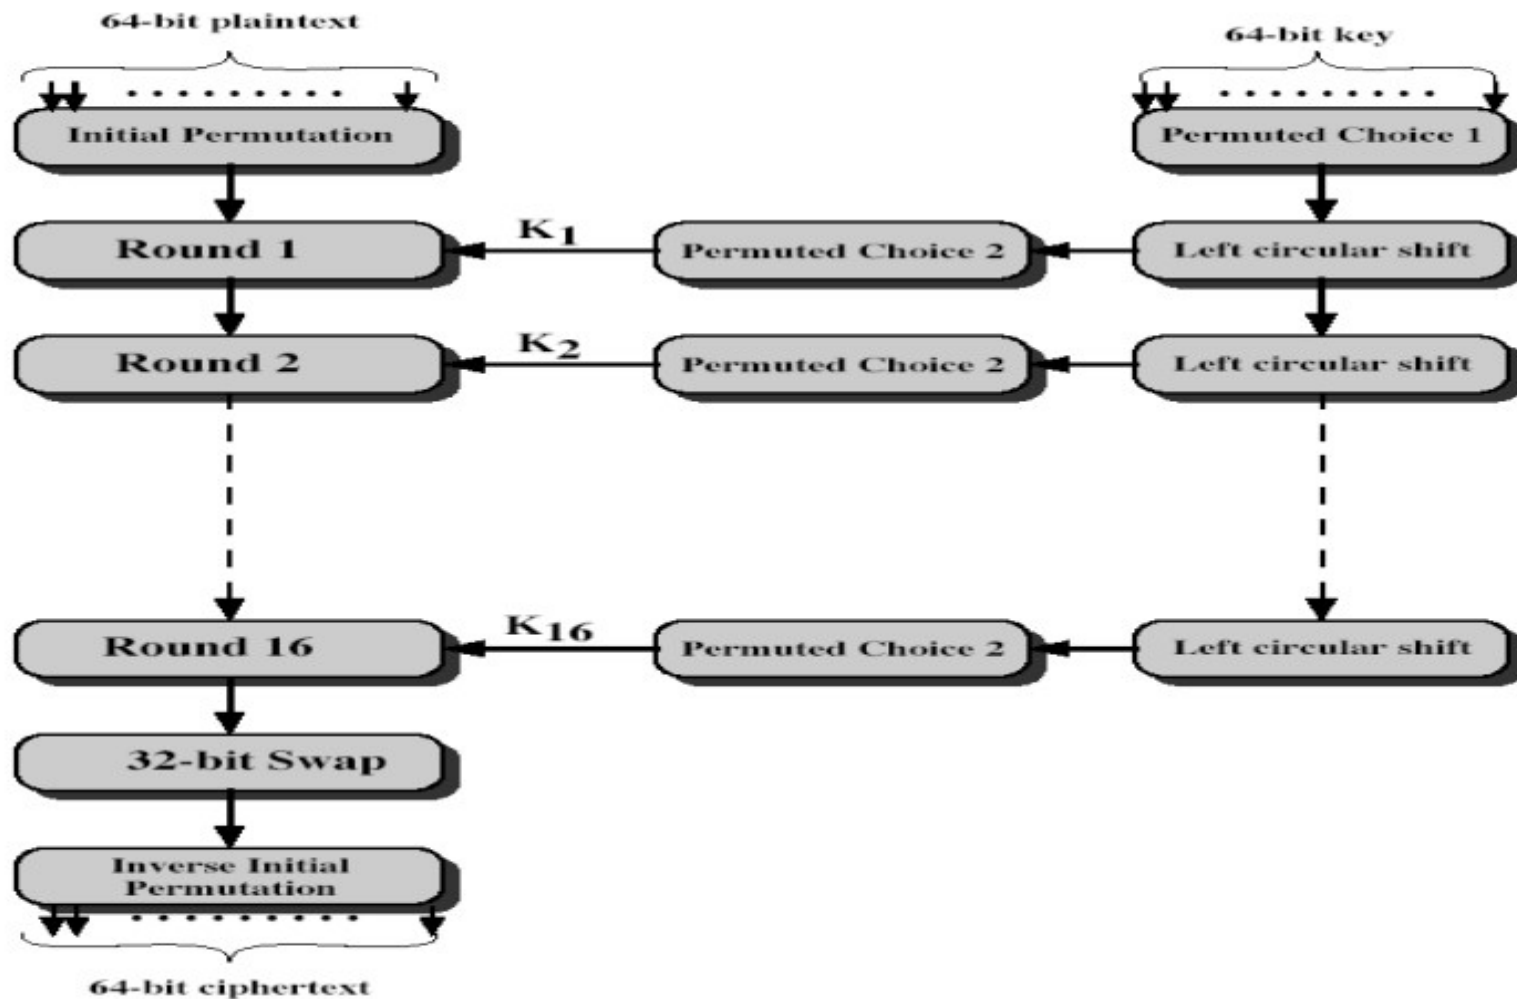 64-bit plaintext
64-bit key
Initial Permutation
Permuted Choice 1
Round 1
K1
Permuted Choice 2
Left circular shift
Round 2
K2
Permuted Choice 2
Left circular shift
Round 16
K16
Permuted Choice 2
Left circular shift
32-bit Swap
Inverse Initial
Permutation
64-bit ciphertext